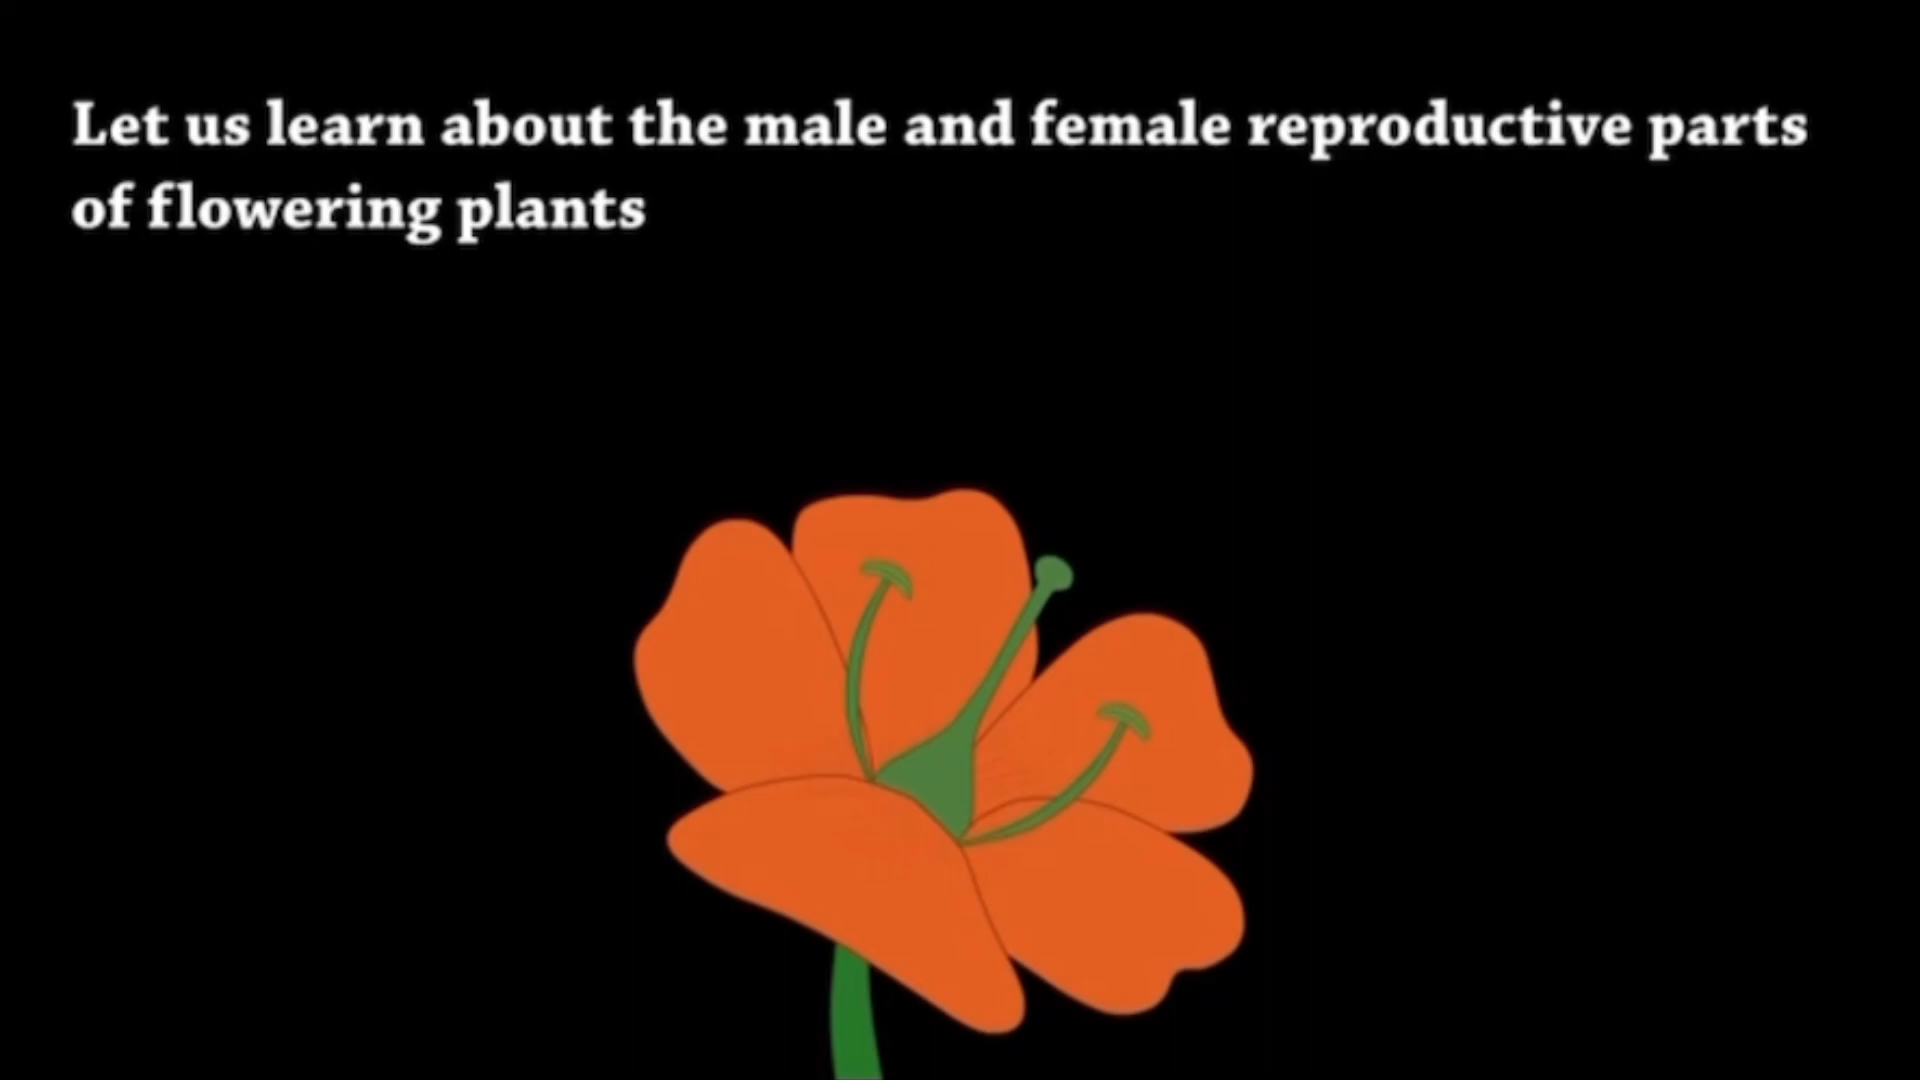 Let us learn about the male and female reproductive parts
of flowering plants